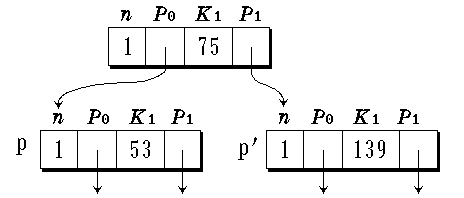 n P₀ K₁ P₁
1 75
n P₀ K₁ P₁ n P₀ K₁ P₁
p 1 53 p′ 1 139